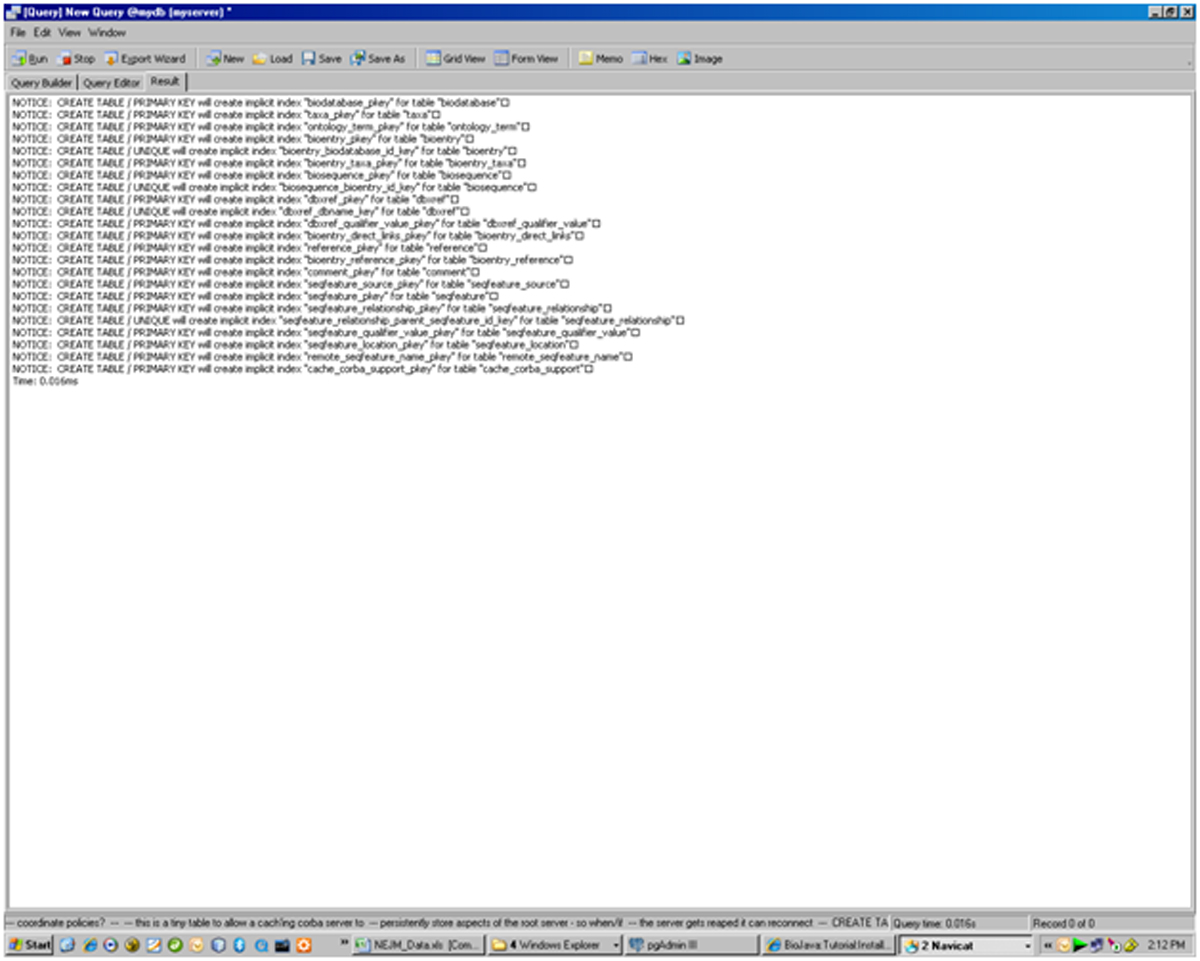 [Query] New Query @mydb [myserver] *
File Edit View Window
Run Stop Export Wizard New Load Save Save As Grid View Form View Memo Hex Image
Query Builder Query Editor Result
NOTICE: CREATE TABLE / PRIMARY KEY will create implicit index "biodatabase_pkey" for table "biodatabase"□
NOTICE: CREATE TABLE / PRIMARY KEY will create implicit index "taxa_pkey" for table "taxa"□
NOTICE: CREATE TABLE / PRIMARY KEY will create implicit index "ontology_term_pkey" for table "ontology_term"□
NOTICE: CREATE TABLE / PRIMARY KEY will create implicit index "bioentry_pkey" for table "bioentry"□
NOTICE: CREATE TABLE / UNIQUE will create implicit index "bioentry_biodatabase_id_key" for table "bioentry"□
NOTICE: CREATE TABLE / PRIMARY KEY will create implicit index "bioentry_taxa_pkey" for table "bioentry_taxa"□
NOTICE: CREATE TABLE / PRIMARY KEY will create implicit index "biosequence_pkey" for table "biosequence"□
NOTICE: CREATE TABLE / UNIQUE will create implicit index "biosequence_bioentry_id_key" for table "biosequence"□
NOTICE: CREATE TABLE / PRIMARY KEY will create implicit index "dbxref_pkey" for table "dbxref"□
NOTICE: CREATE TABLE / UNIQUE will create implicit index "dbxref_dbname_key" for table "dbxref"□
NOTICE: CREATE TABLE / PRIMARY KEY will create implicit index "dbxref_qualifier_value_pkey" for table "dbxref_qualifier_value"□
NOTICE: CREATE TABLE / PRIMARY KEY will create implicit index "bioentry_direct_links_pkey" for table "bioentry_direct_links"□
NOTICE: CREATE TABLE / PRIMARY KEY will create implicit index "reference_pkey" for table "reference"□
NOTICE: CREATE TABLE / PRIMARY KEY will create implicit index "bioentry_reference_pkey" for table "bioentry_reference"□
NOTICE: CREATE TABLE / PRIMARY KEY will create implicit index "comment_pkey" for table "comment"□
NOTICE: CREATE TABLE / PRIMARY KEY will create implicit index "seqfeature_source_pkey" for table "seqfeature_source"□
NOTICE: CREATE TABLE / PRIMARY KEY will create implicit index "seqfeature_pkey" for table "seqfeature"□
NOTICE: CREATE TABLE / PRIMARY KEY will create implicit index "seqfeature_relationship_pkey" for table "seqfeature_relationship"□
NOTICE: CREATE TABLE / UNIQUE will create implicit index "seqfeature_relationship_parent_seqfeature_id_key" for table "seqfeature_relationship"□
NOTICE: CREATE TABLE / PRIMARY KEY will create implicit index "seqfeature_qualifier_value_pkey" for table "seqfeature_qualifier_value"□
NOTICE: CREATE TABLE / PRIMARY KEY will create implicit index "seqfeature_location_pkey" for table "seqfeature_location"□
NOTICE: CREATE TABLE / PRIMARY KEY will create implicit index "remote_seqfeature_name_pkey" for table "remote_seqfeature_name"□
NOTICE: CREATE TABLE / PRIMARY KEY will create implicit index "cache_corba_support_pkey" for table "cache_corba_support"□
Time: 0.016ms
-- coordinate policies? -- -- this is a tiny table to allow a caching corba server to -- persistently store aspects of the root server - so when/if -- the server gets reaped it can reconnect -- CREATE TA Query time: 0.016s Record 0 of 0
Start » NEJM_Data.xls [Com... 4 Windows Explorer pgAdmin III BioJava:Tutorial:Install... 2 Navicat « 2:12 PM